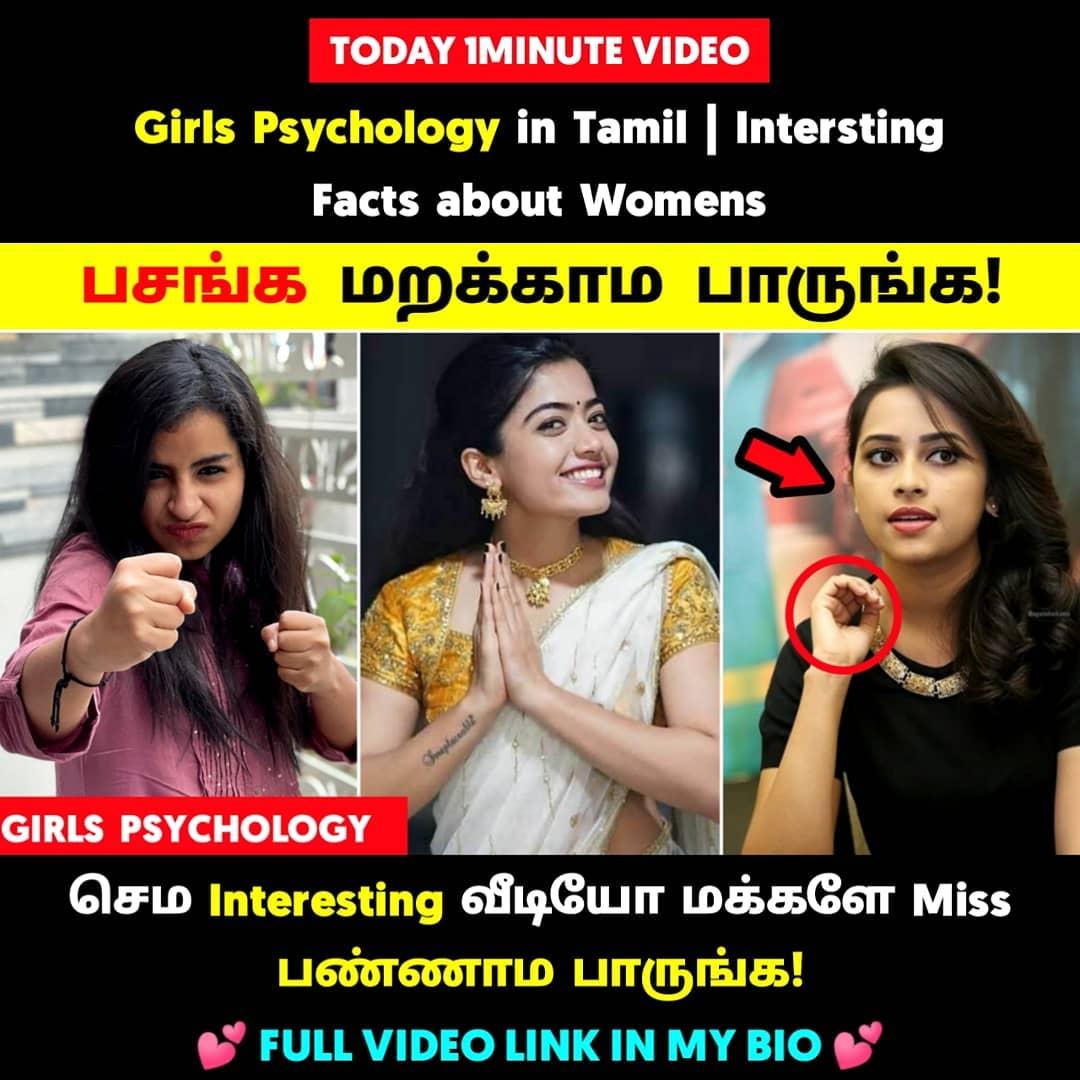 TODAY 1MINUTE VIDEO
Girls Psychology in Tamil | Intersting
Facts about Womens
பசங்க மறக்காம பாருங்க!
GIRLS PSYCHOLOGY
செம Interesting வீடியோ மக்களே Miss
பண்ணாம பாருங்க!
💕 FULL VIDEO LINK IN MY BIO 💕